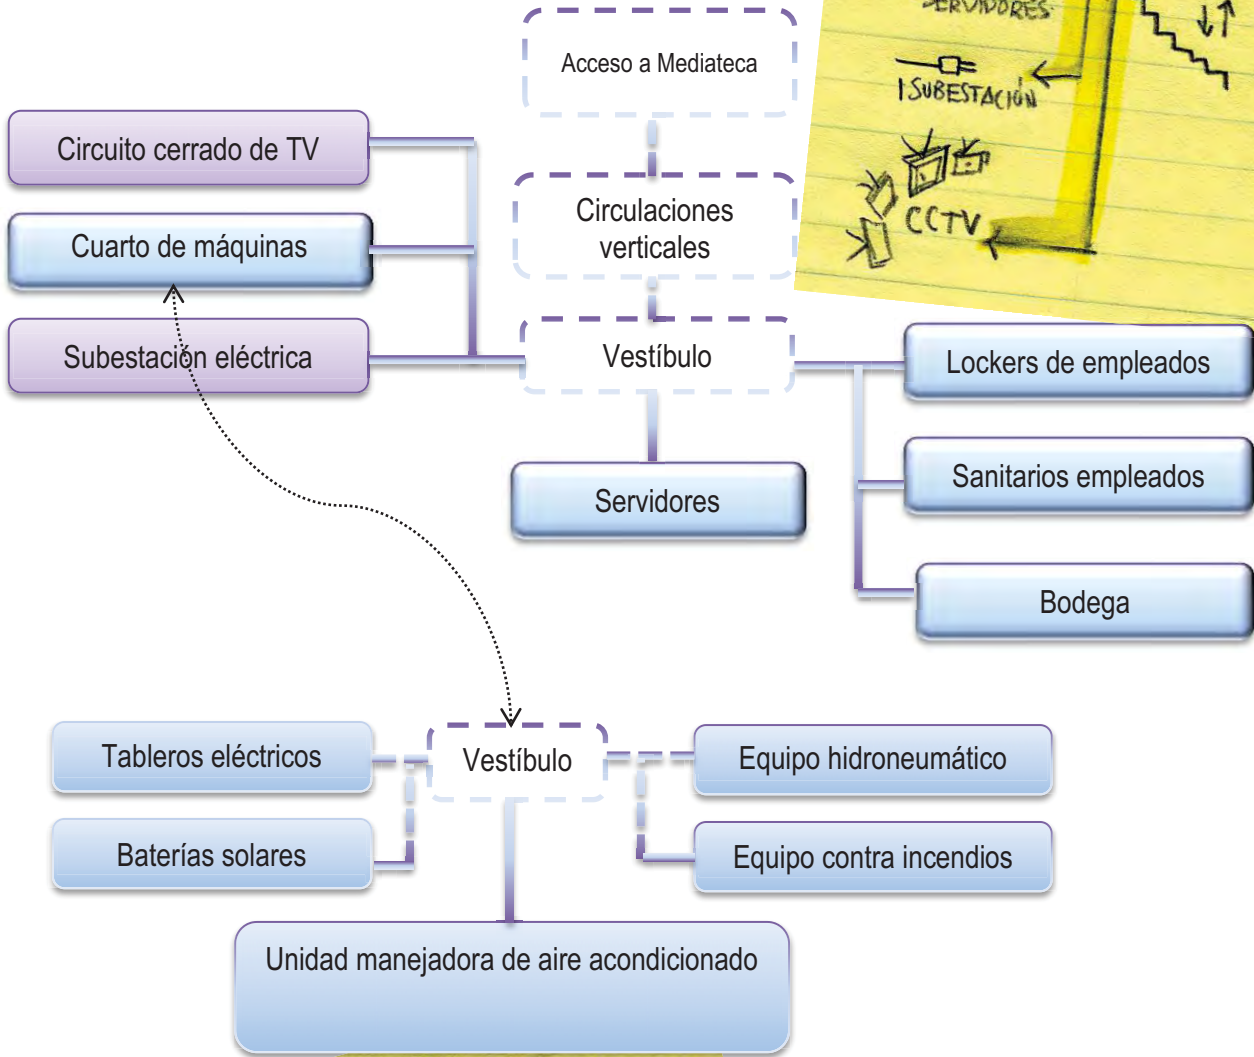 Acceso a Mediateca
SERVIDORES
SUBESTACIÓN
CCTV
Circuito cerrado de TV
Circulaciones
verticales
Cuarto de máquinas
Subestación eléctrica
Vestíbulo
Lockers de empleados
Servidores
Sanitarios empleados
Bodega
Tableros eléctricos
Vestíbulo
Equipo hidroneumático
Baterías solares
Equipo contra incendios
Unidad manejadora de aire acondicionado